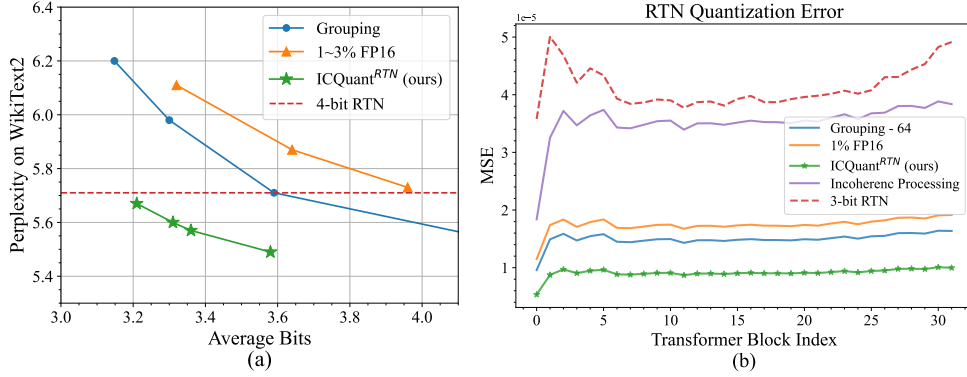 6.4
6.2
6.0
5.8
5.6
5.4
Perplexity on WikiText2
Grouping
1~3% FP16
ICQuant^RTN (ours)
4-bit RTN
3.0 3.2 3.4 3.6 3.8 4.0
Average Bits
(a)
RTN Quantization Error
1e−5
5
4
3
2
1
MSE
Grouping - 64
1% FP16
ICQuant^RTN (ours)
Incoherenc Processing
3-bit RTN
0 5 10 15 20 25 30
Transformer Block Index
(b)